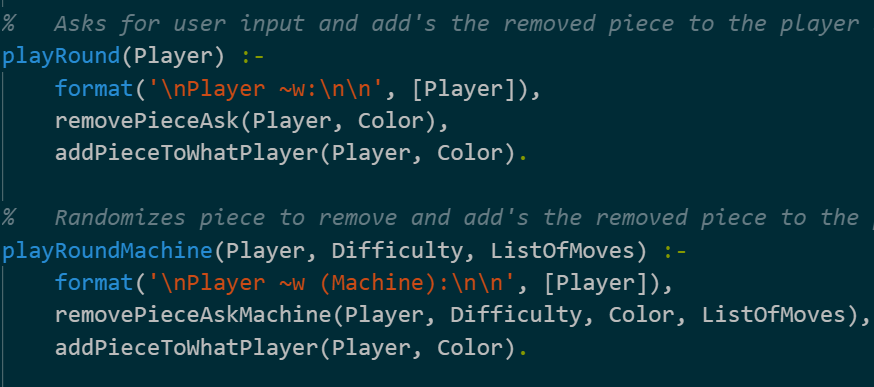 %   Asks for user input and add's the removed piece to the player
playRound(Player) :-
    format('\nPlayer ~w:\n\n', [Player]),
    removePieceAsk(Player, Color),
    addPieceToWhatPlayer(Player, Color).

%   Randomizes piece to remove and add's the removed piece to the
playRoundMachine(Player, Difficulty, ListOfMoves) :-
    format('\nPlayer ~w (Machine):\n\n', [Player]),
    removePieceAskMachine(Player, Difficulty, Color, ListOfMoves),
    addPieceToWhatPlayer(Player, Color).